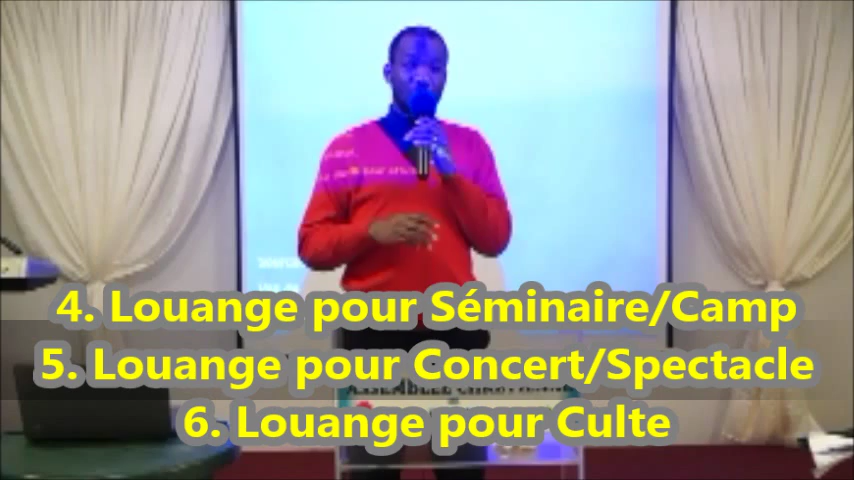 4. Louange pour Séminaire/Camp
5. Louange pour Concert/Spectacle
6. Louange pour Culte